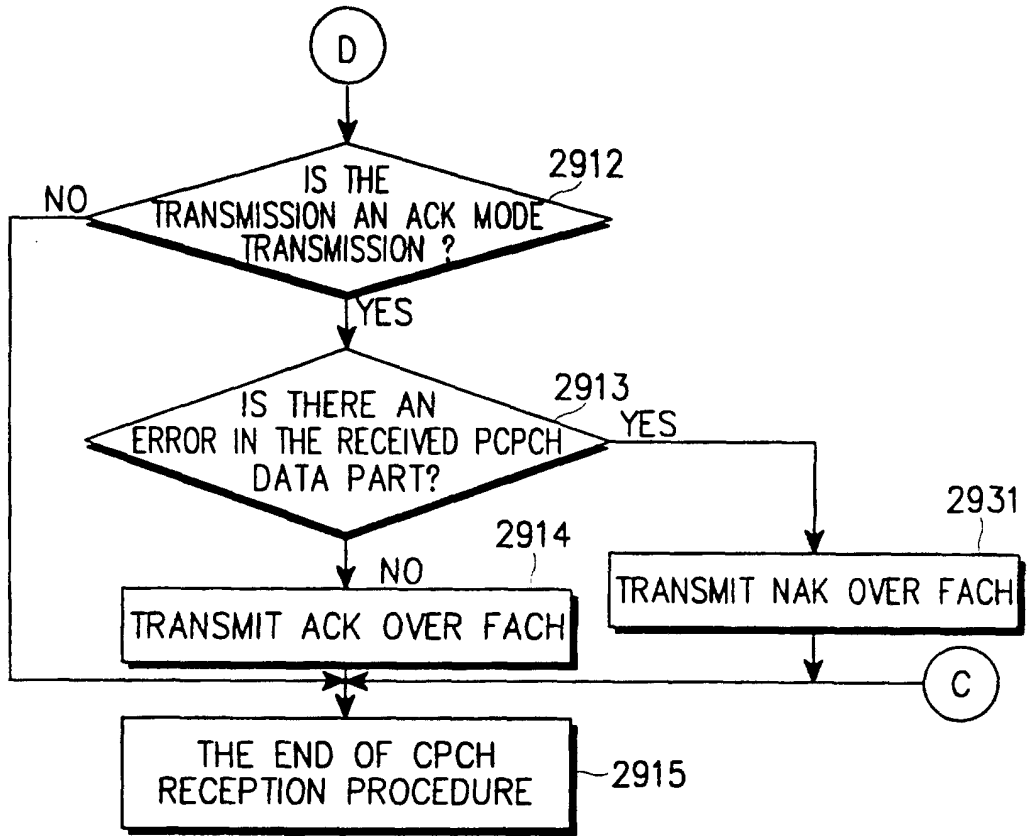 D
2912
IS THE
TRANSMISSION AN ACK MODE
TRANSMISSION ?
NO
YES
2913
IS THERE AN
ERROR IN THE RECEIVED PCPCH
DATA PART?
YES
2914
NO
2931
TRANSMIT ACK OVER FACH
TRANSMIT NAK OVER FACH
C
THE END OF CPCH
RECEPTION PROCEDURE
2915